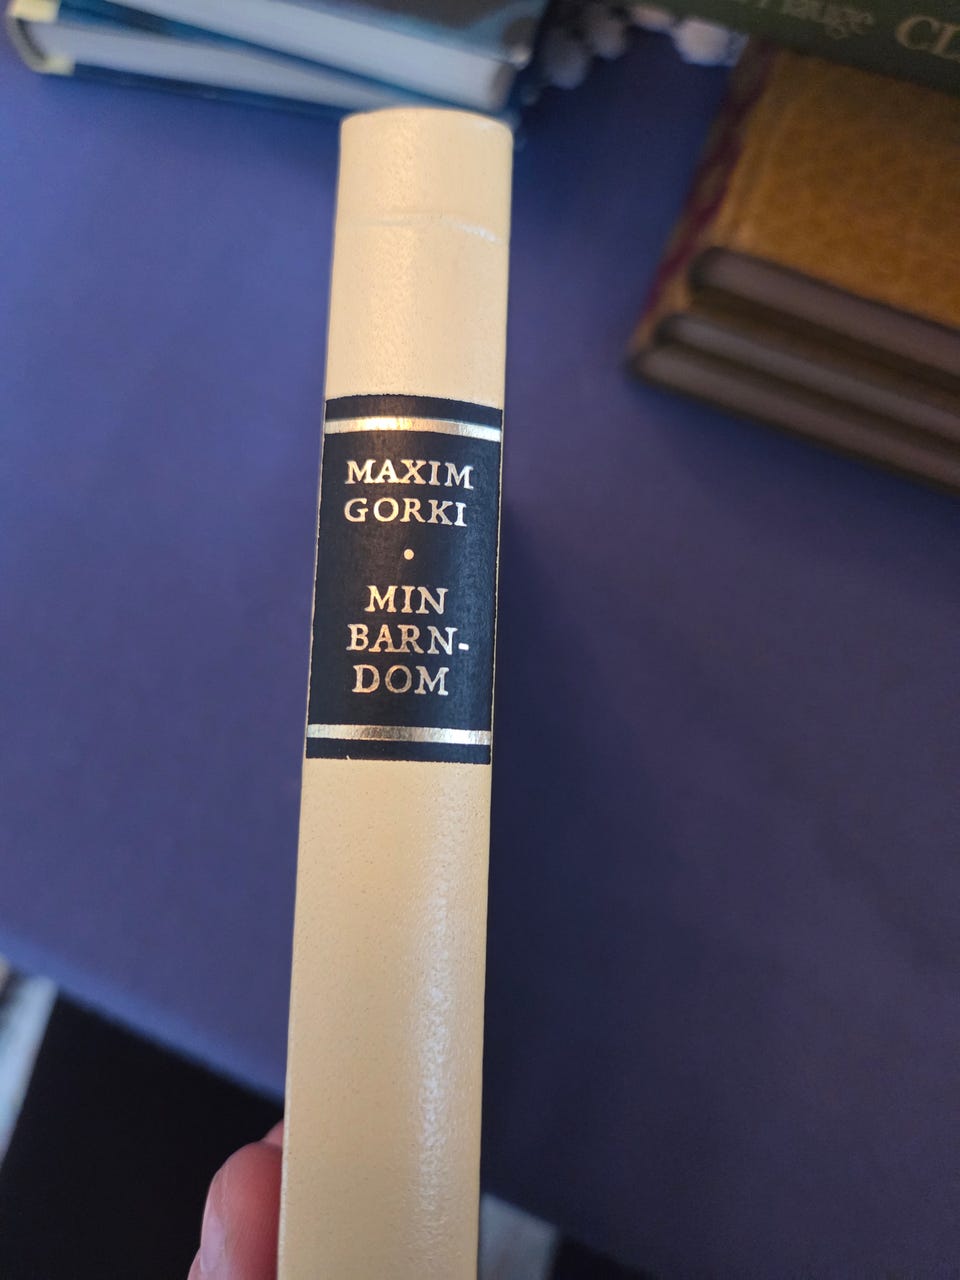 MAXIM
GORKI
•
MIN
BARN-
DOM